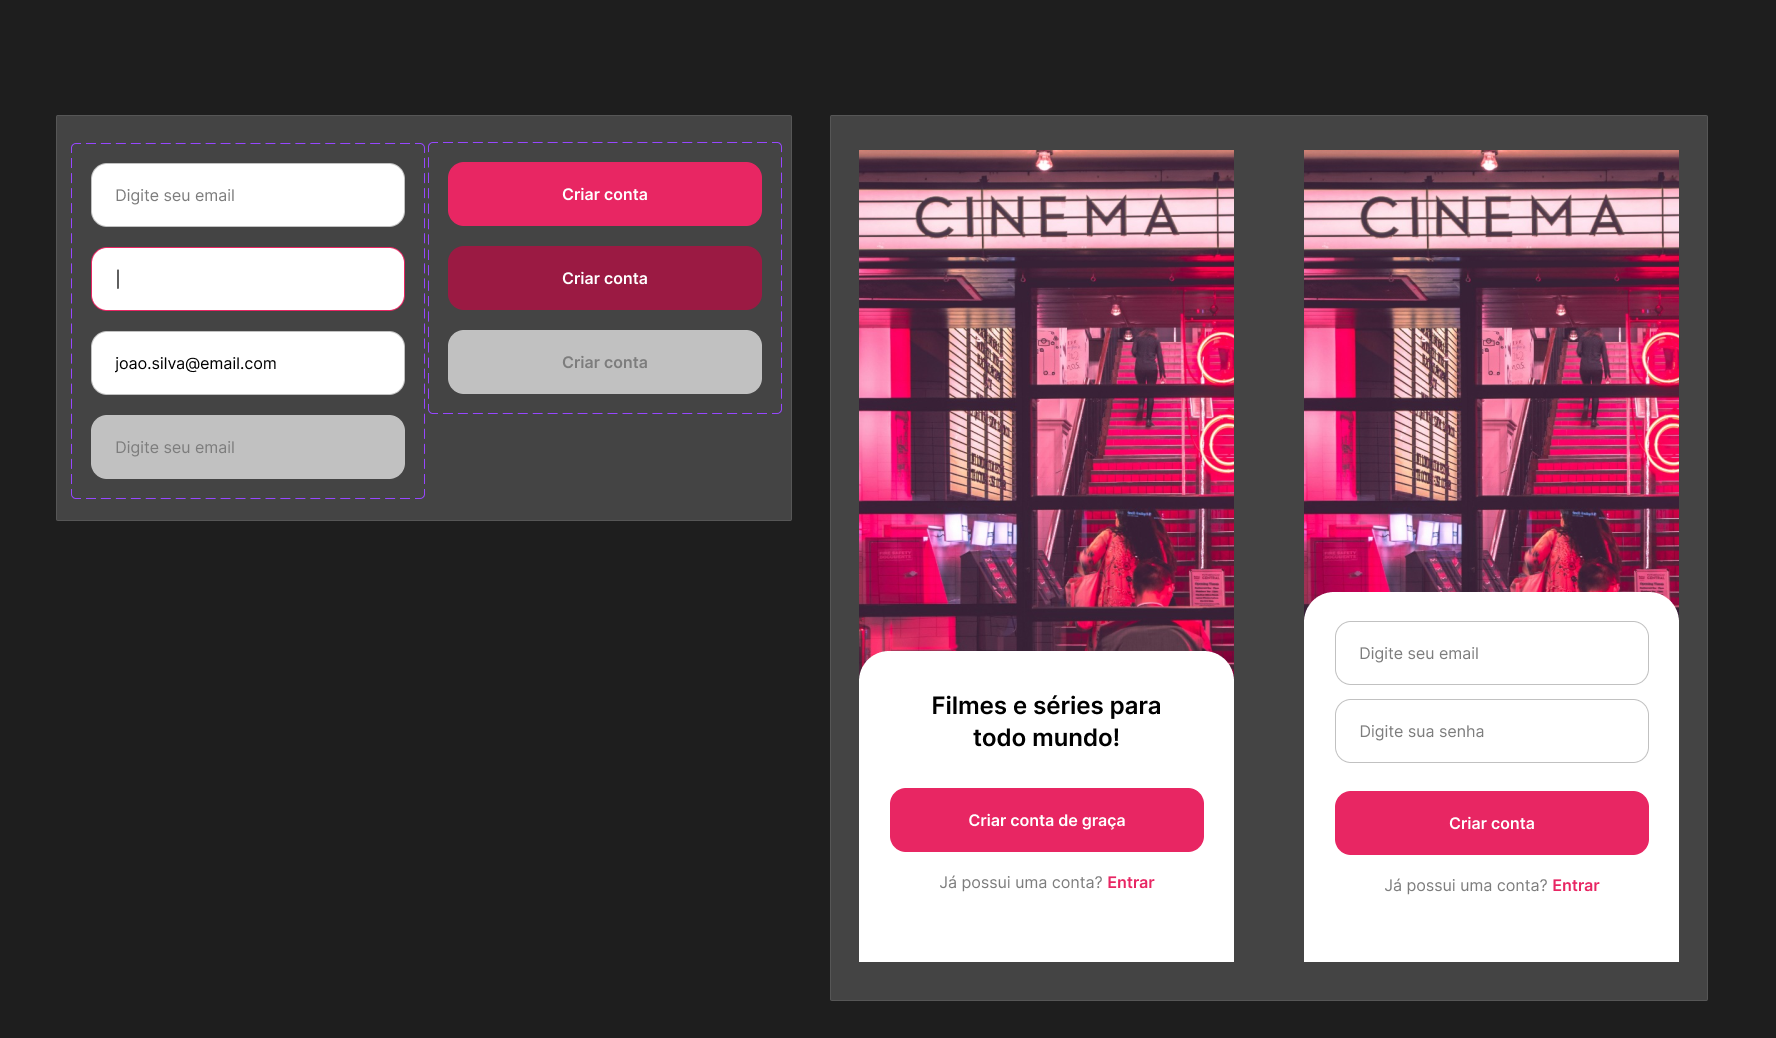 Digite seu email
joao.silva@email.com
Digite seu email
Criar conta
Criar conta
Criar conta
CINEMA
Filmes e séries para
todo mundo!
Criar conta de graça
Já possui uma conta? Entrar
CINEMA
Digite seu email
Digite sua senha
Criar conta
Já possui uma conta? Entrar